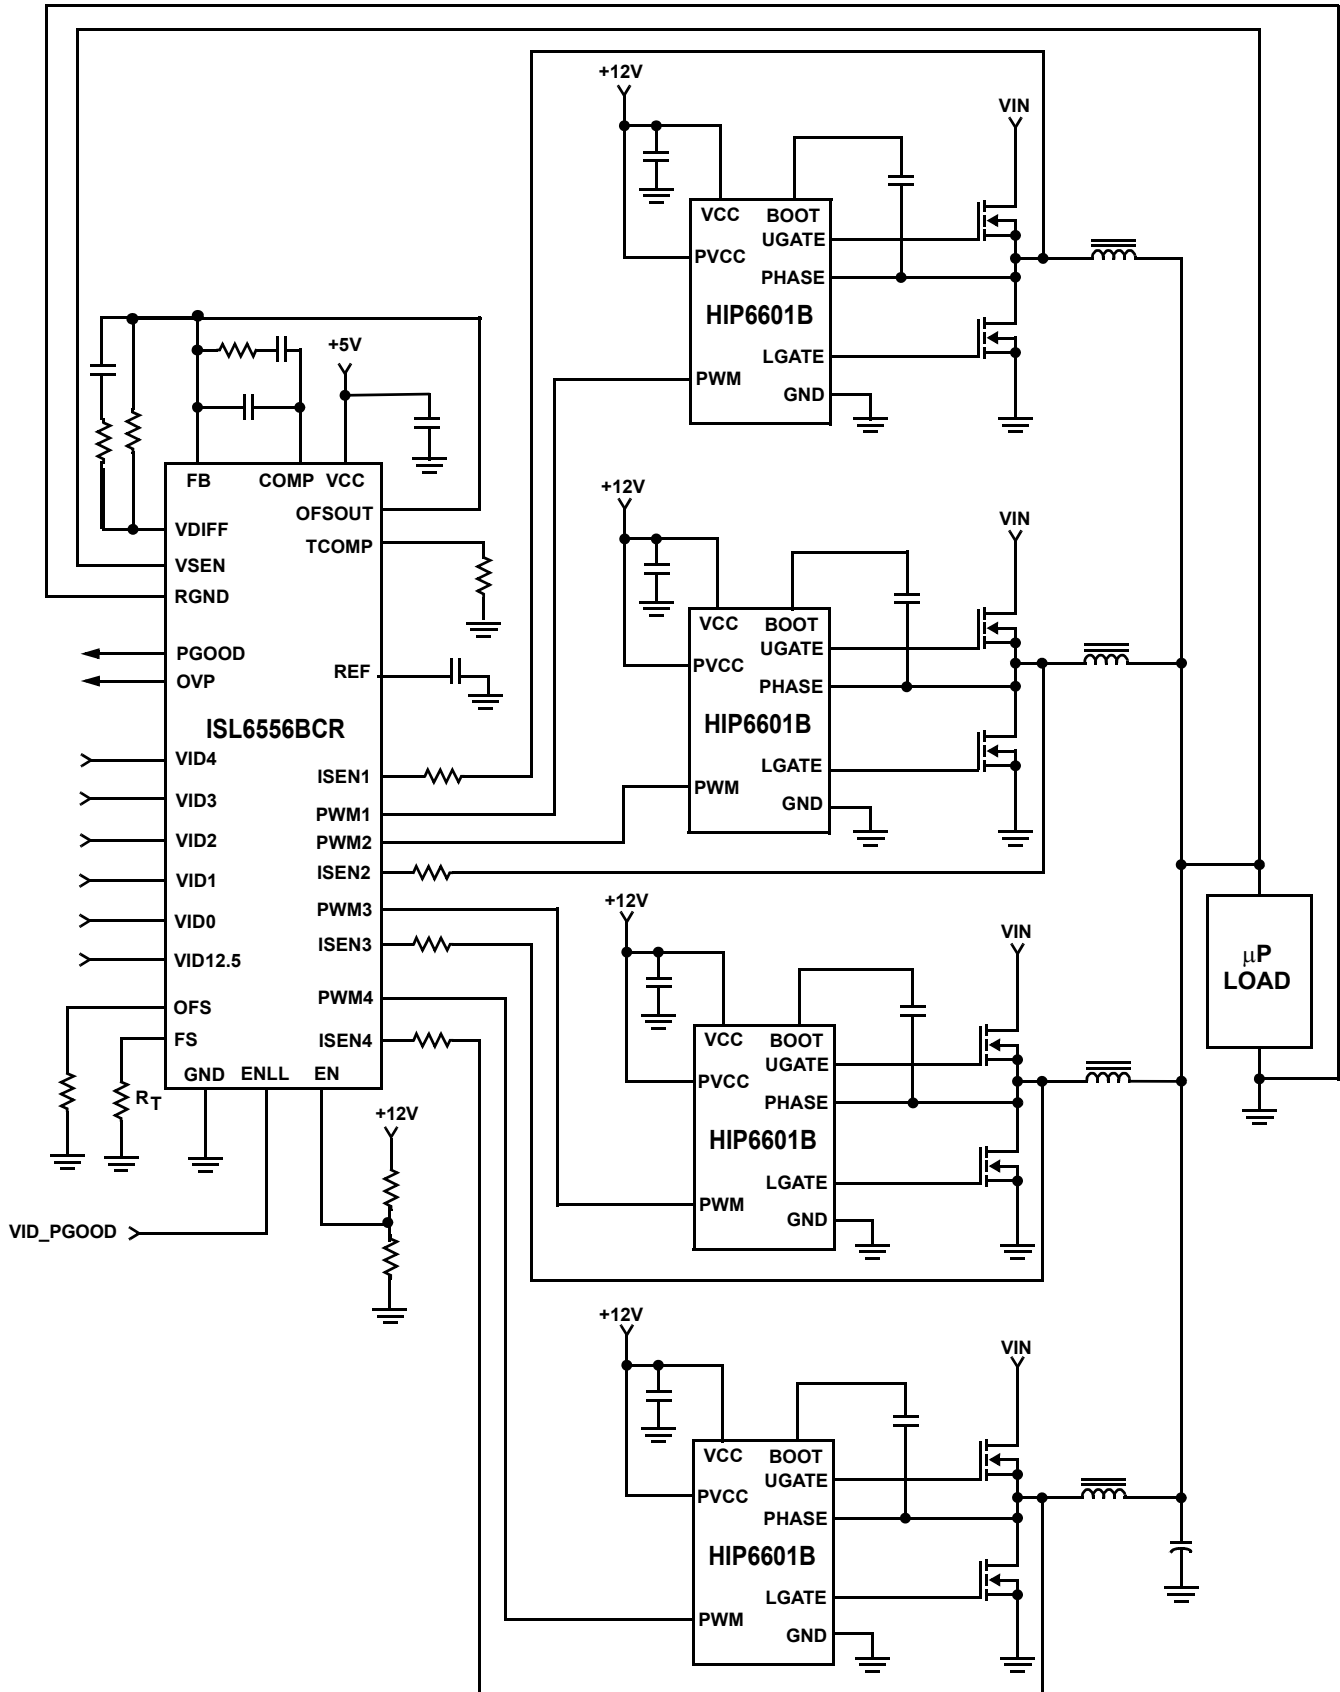 +12V
VIN
VCC
BOOT
UGATE
PVCC
PHASE
HIP6601B
LGATE
PWM
GND
+5V
FB
COMP
VCC
OFSOUT
VDIFF
TCOMP
VSEN
RGND
PGOOD
REF
OVP
ISL6556BCR
VID4
ISEN1
VID3
PWM1
VID2
PWM2
VID1
ISEN2
VID0
PWM3
ISEN3
VID12.5
OFS
PWM4
FS
ISEN4
GND
ENLL
EN
RT
+12V
VID_PGOOD
+12V
VIN
VCC
BOOT
UGATE
PVCC
PHASE
HIP6601B
LGATE
PWM
GND
+12V
VIN
VCC
BOOT
UGATE
PVCC
PHASE
HIP6601B
LGATE
PWM
GND
µP
LOAD
+12V
VIN
VCC
BOOT
UGATE
PVCC
PHASE
HIP6601B
LGATE
PWM
GND